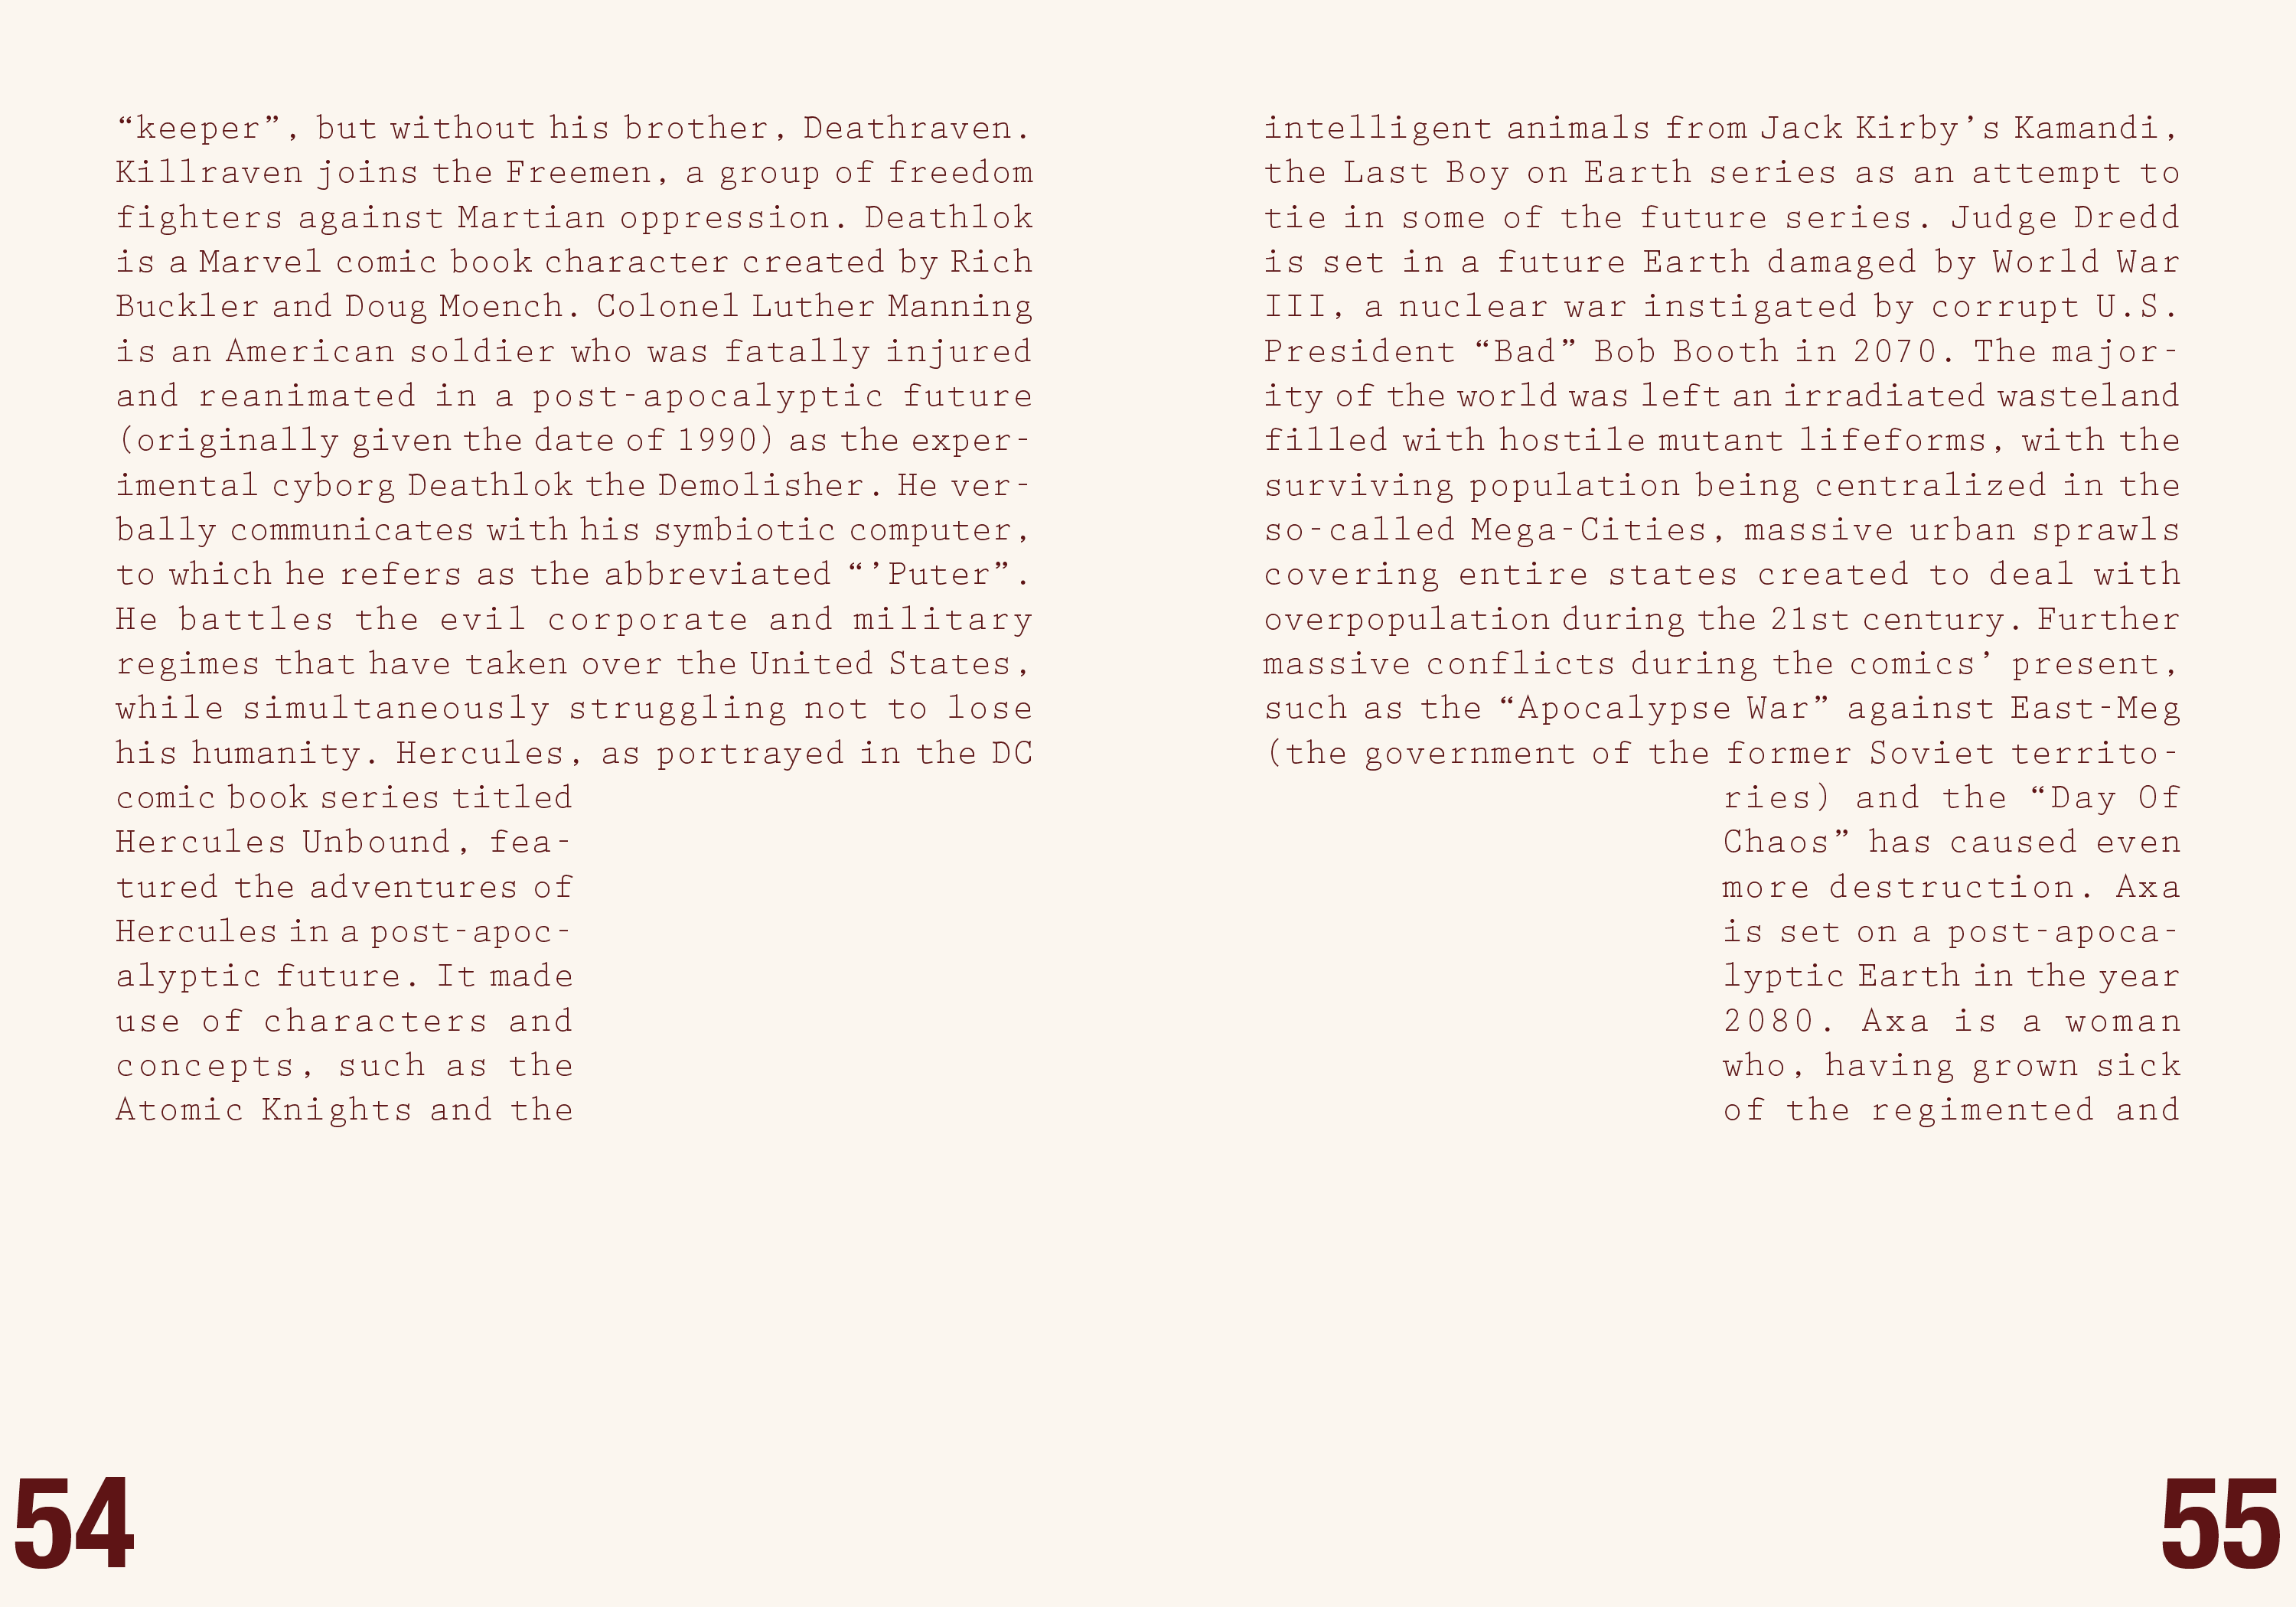 “keeper”, but without his brother, Deathraven.
Killraven joins the Freemen, a group of freedom
fighters against Martian oppression. Deathlok
is a Marvel comic book character created by Rich
Buckler and Doug Moench. Colonel Luther Manning
is an American soldier who was fatally injured
and reanimated in a post-apocalyptic future
(originally given the date of 1990) as the exper-
imental cyborg Deathlok the Demolisher. He ver-
bally communicates with his symbiotic computer,
to which he refers as the abbreviated “’Puter”.
He battles the evil corporate and military
regimes that have taken over the United States,
while simultaneously struggling not to lose
his humanity. Hercules, as portrayed in the DC
comic book series titled
Hercules Unbound, fea-
tured the adventures of
Hercules in a post-apoc-
alyptic future. It made
use of characters and
concepts, such as the
Atomic Knights and the
54
intelligent animals from Jack Kirby’s Kamandi,
the Last Boy on Earth series as an attempt to
tie in some of the future series. Judge Dredd
is set in a future Earth damaged by World War
III, a nuclear war instigated by corrupt U.S.
President “Bad” Bob Booth in 2070. The major-
ity of the world was left an irradiated wasteland
filled with hostile mutant lifeforms, with the
surviving population being centralized in the
so-called Mega-Cities, massive urban sprawls
covering entire states created to deal with
overpopulation during the 21st century. Further
massive conflicts during the comics’ present,
such as the “Apocalypse War” against East-Meg
(the government of the former Soviet territo-
ries) and the “Day Of
Chaos” has caused even
more destruction. Axa
is set on a post-apoca-
lyptic Earth in the year
2080. Axa is a woman
who, having grown sick
of the regimented and
55